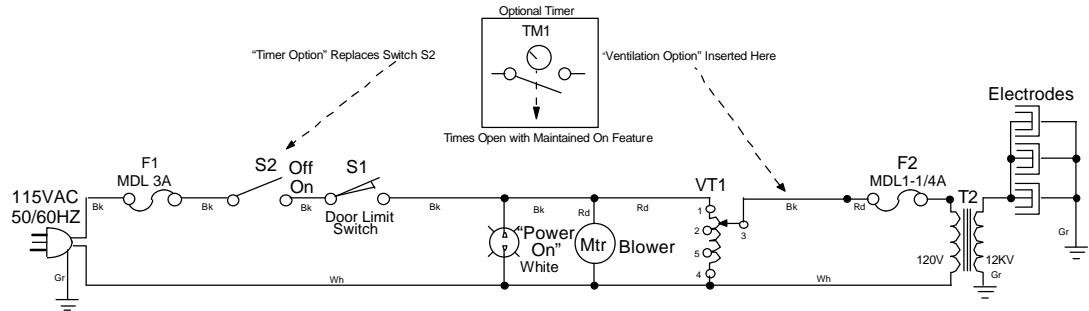 Optional Timer
TM1
"Timer Option" Replaces Switch S2
"Ventilation Option" Inserted Here
Times Open with Maintained On Feature
Electrodes
F1
MDL 3A
S2
Off
On
S1
Door Limit
Switch
VT1
F2
MDL1-1/4A
T2
115VAC
50/60HZ
Bk
Bk
Bk
Bk
Bk
Rd
Rd
Bk
Rd
1
2
5
4
3
"Power
On"
White
Mtr
Blower
120V
12KV
Gr
Gr
Gr
Wh
Wh